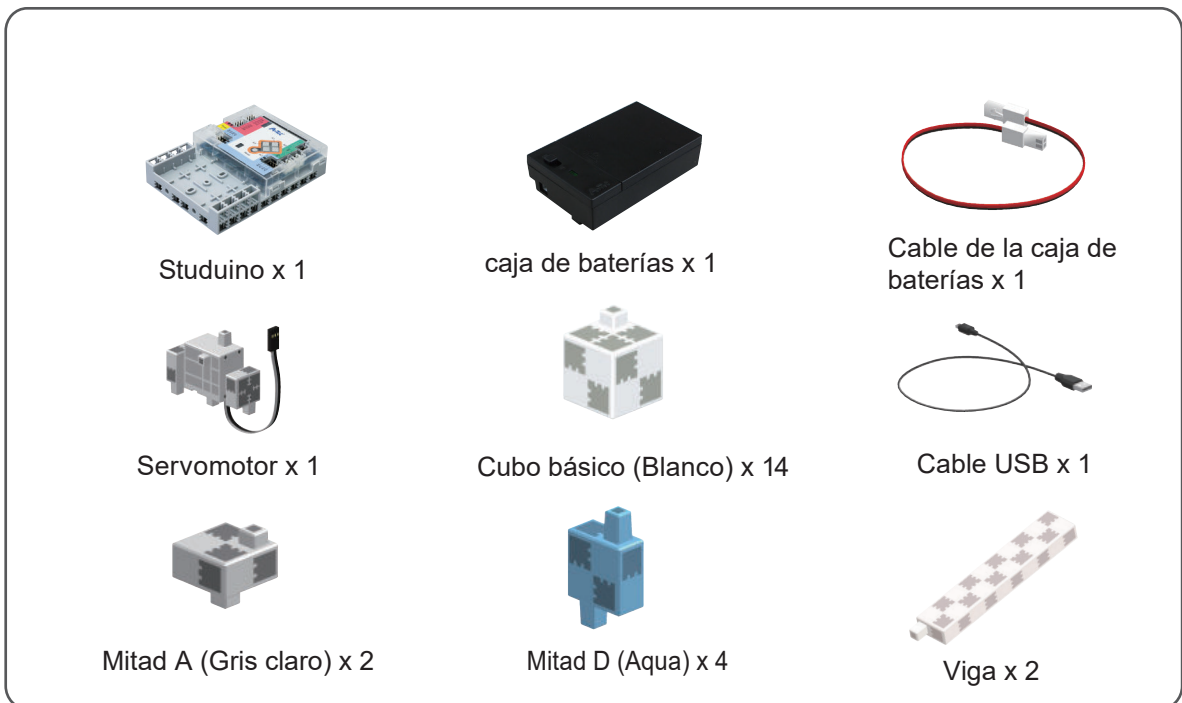 Studuino x 1
caja de baterías x 1
Cable de la caja de
baterías x 1
Servomotor x 1
Cubo básico (Blanco) x 14
Cable USB x 1
Mitad A (Gris claro) x 2
Mitad D (Aqua) x 4
Viga x 2